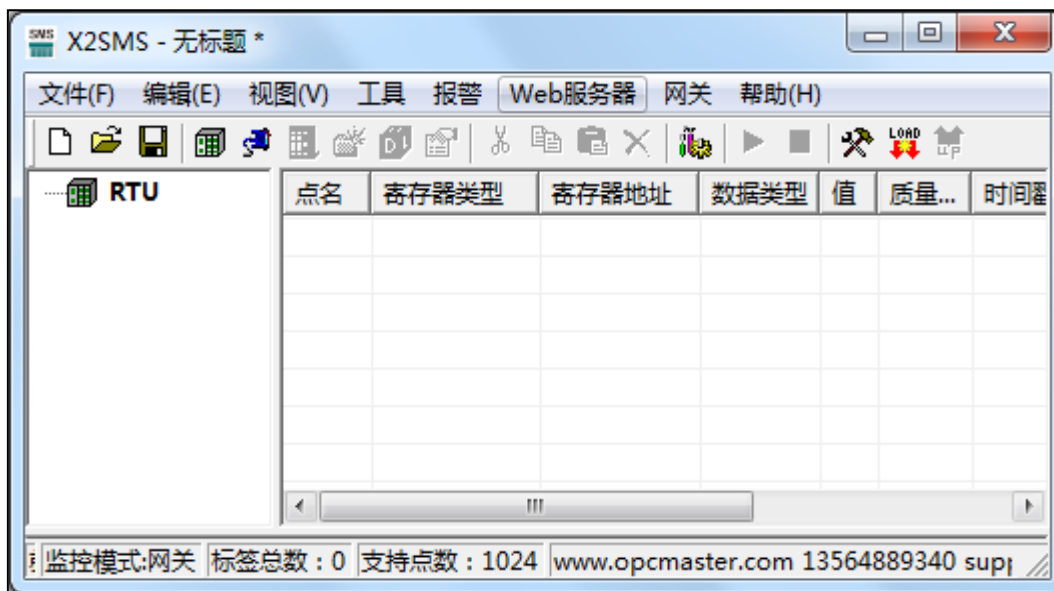 SMS X2SMS - 无标题 *
文件(F) 编辑(E) 视图(V) 工具 报警 Web服务器 网关 帮助(H)
DI LOAD UP
RTU 点名 寄存器类型 寄存器地址 数据类型 值 质量... 时间
监控模式:网关 标签总数 : 0 支持点数 : 1024 www.opcmaster.com 13564889340